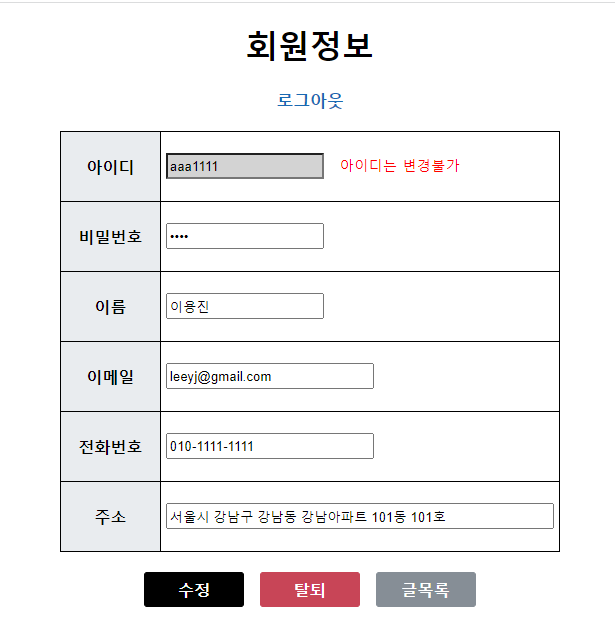 회원정보
로그아웃
아이디 aaa1111 아이디는 변경불가
비밀번호 ••••
이름 이용진
이메일 leeyj@gmail.com
전화번호 010-1111-1111
주소 서울시 강남구 강남동 강남아파트 101동 101호
수정 탈퇴 글목록